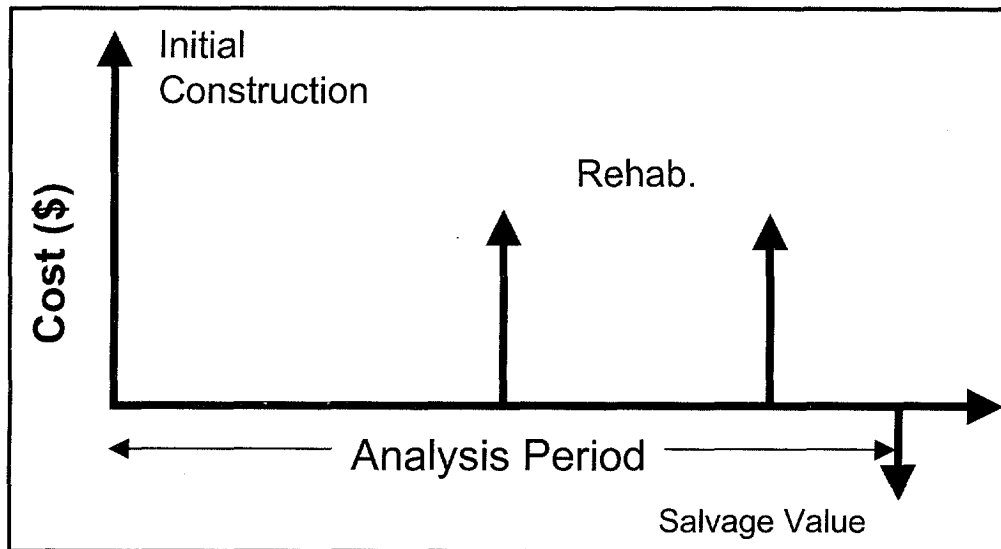 Initial
Construction
Rehab.
Cost ($)
Analysis Period
Salvage Value